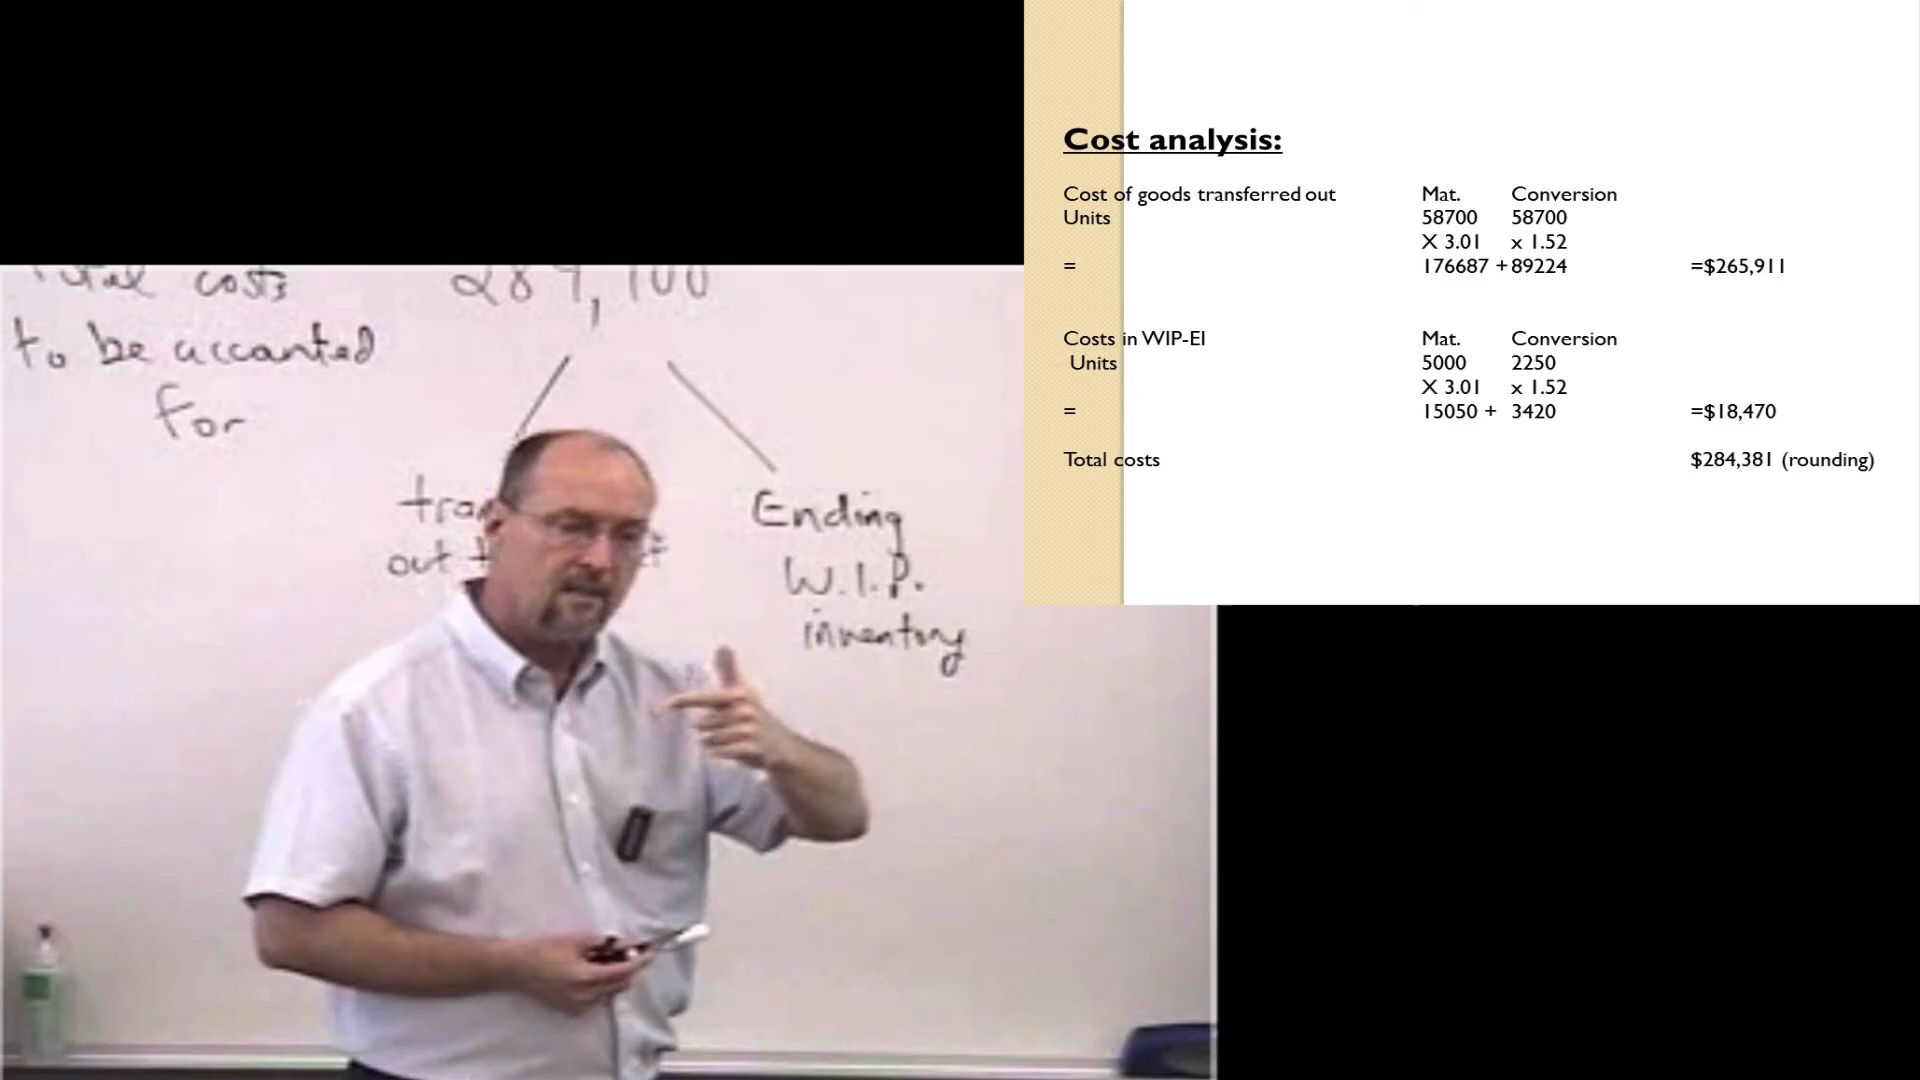 Cost analysis:
Cost of goods transferred out Mat. Conversion
Units 58700 58700
X 3.01 x 1.52
= 176687 + 89224 =$265,911
Costs in WIP-EI Mat. Conversion
Units 5000 2250
X 3.01 x 1.52
= 15050 + 3420 =$18,470
Total costs $284,381 (rounding)
Total costs
to be accanted
for
out
Ending
W.I.P.
inventory